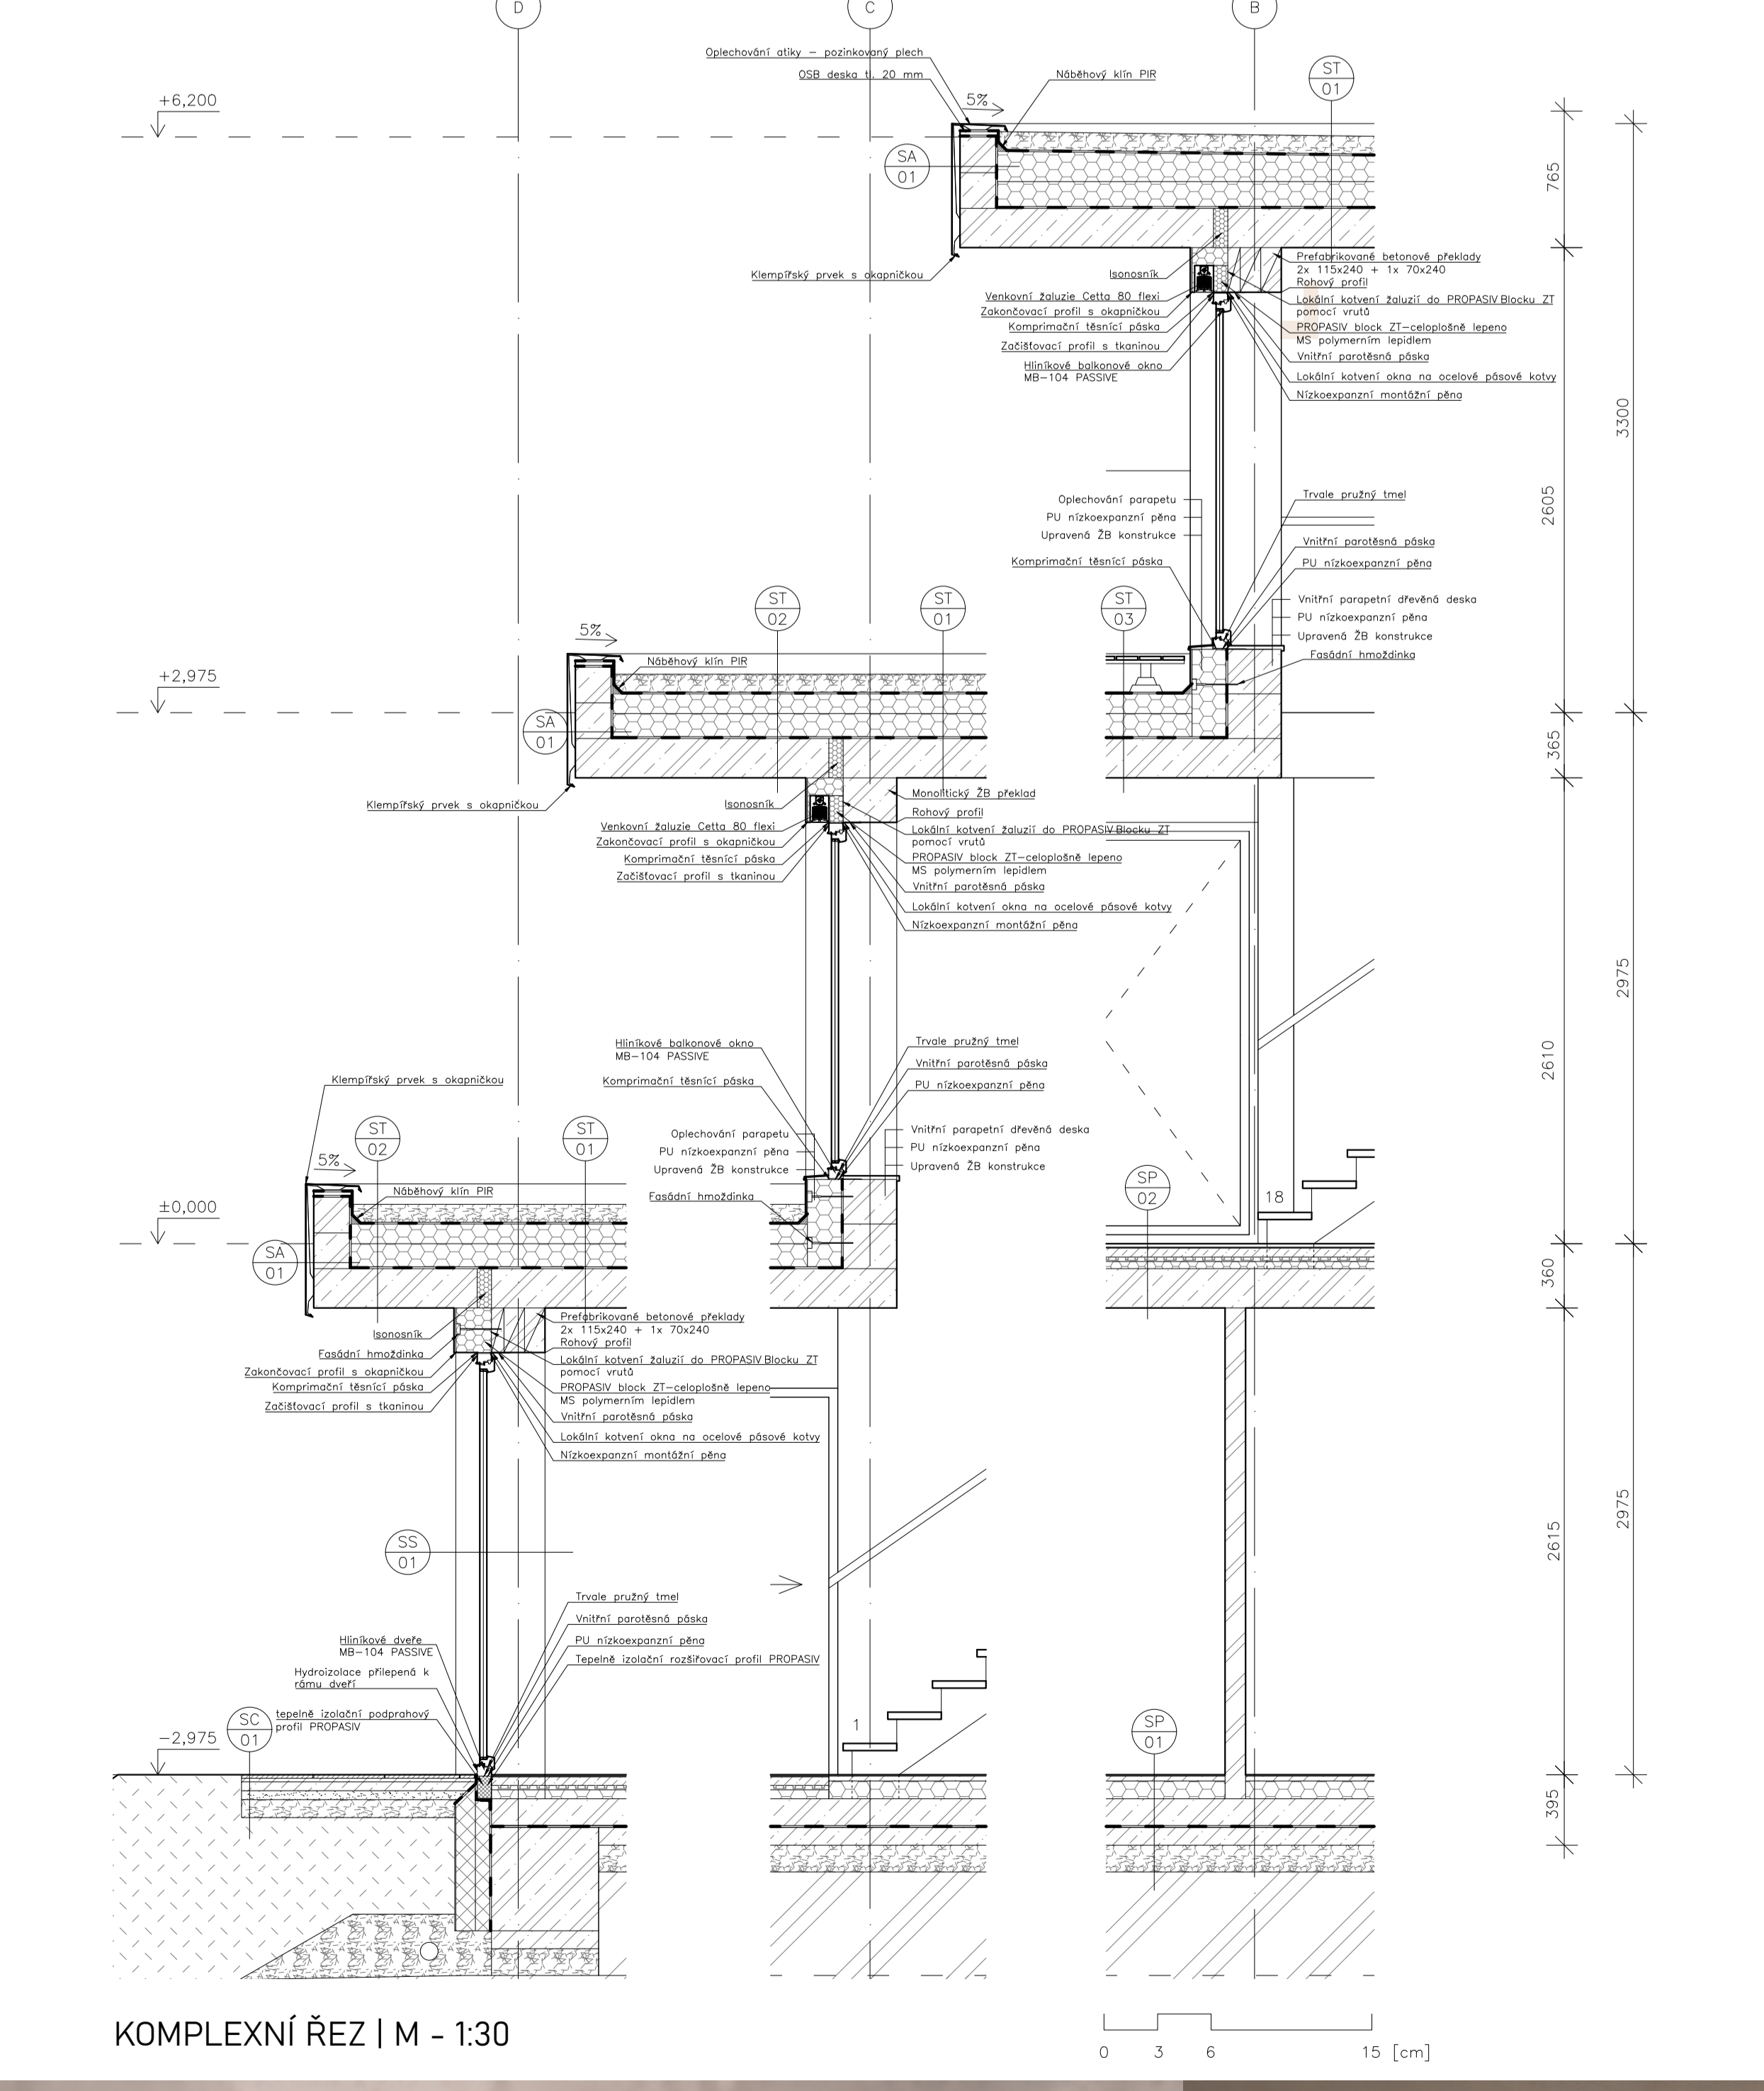 D
C
B
Oplechování atiky – pozinkovaný plech
OSB deska tl. 20 mm
Náběhový klín PIR
ST
01
+6,200
5%
SA
01
765
Klempířský prvek s okapničkou
Isonosník
Venkovní žaluzie Cetta 80 flexi
Zakončovací profil s okapničkou
Komprimační těsnící páska
Začišťovací profil s tkaninou
Hliníkové balkonové okno
MB–104 PASSIVE
Prefabrikované betonové překlady
2x 115x240 + 1x 70x240
Rohový profil
Lokální kotvení žaluzií do PROPASIV Blocku ZT
pomocí vrutů
PROPASIV block ZT–celoplošně lepeno
MS polymerním lepidlem
Vnitřní parotěsná páska
Lokální kotvení okna na ocelové pásové kotvy
Nízkoexpanzní montážní pěna
3300
2605
Oplechování parapetu
PU nízkoexpanzní pěna
Upravená ŽB konstrukce
Komprimační těsnící páska
Trvale pružný tmel
Vnitřní parotěsná páska
PU nízkoexpanzní pěna
Vnitřní parapetní dřevěná deska
PU nízkoexpanzní pěna
Upravená ŽB konstrukce
Fasádní hmoždinka
ST
02
ST
01
ST
03
5%
Náběhový klín PIR
+2,975
SA
01
365
Klempířský prvek s okapničkou
Isonosník
Venkovní žaluzie Cetta 80 flexi
Zakončovací profil s okapničkou
Komprimační těsnící páska
Začišťovací profil s tkaninou
Monolitický ŽB překlad
Rohový profil
Lokální kotvení žaluzií do PROPASIV Blocku ZT
pomocí vrutů
PROPASIV block ZT–celoplošně lepeno
MS polymerním lepidlem
Vnitřní parotěsná páska
Lokální kotvení okna na ocelové pásové kotvy
Nízkoexpanzní montážní pěna
2975
2610
Hliníkové balkonové okno
MB–104 PASSIVE
Komprimační těsnící páska
Trvale pružný tmel
Vnitřní parotěsná páska
PU nízkoexpanzní pěna
Klempířský prvek s okapničkou
ST
02
ST
01
Oplechování parapetu
PU nízkoexpanzní pěna
Upravená ŽB konstrukce
Fasádní hmoždinka
Vnitřní parapetní dřevěná deska
PU nízkoexpanzní pěna
Upravená ŽB konstrukce
5%
Náběhový klín PIR
SP
02
18
±0,000
SA
01
360
Isonosník
Fasádní hmoždinka
Zakončovací profil s okapničkou
Komprimační těsnící páska
Začišťovací profil s tkaninou
Prefabrikované betonové překlady
2x 115x240 + 1x 70x240
Rohový profil
Lokální kotvení žaluzií do PROPASIV Blocku ZT
pomocí vrutů
PROPASIV block ZT–celoplošně lepeno
MS polymerním lepidlem
Vnitřní parotěsná páska
Lokální kotvení okna na ocelové pásové kotvy
Nízkoexpanzní montážní pěna
2975
2615
SS
01
Trvale pružný tmel
Vnitřní parotěsná páska
PU nízkoexpanzní pěna
Tepelně izolační rozšiřovací profil PROPASIV
Hliníkové dveře
MB–104 PASSIVE
Hydroizolace přilepená k
rámu dveří
tepelně izolační podprahový
profil PROPASIV
SC
01
1
SP
01
–2,975
395
KOMPLEXNÍ ŘEZ | M - 1:30
0 3 6 15 [cm]